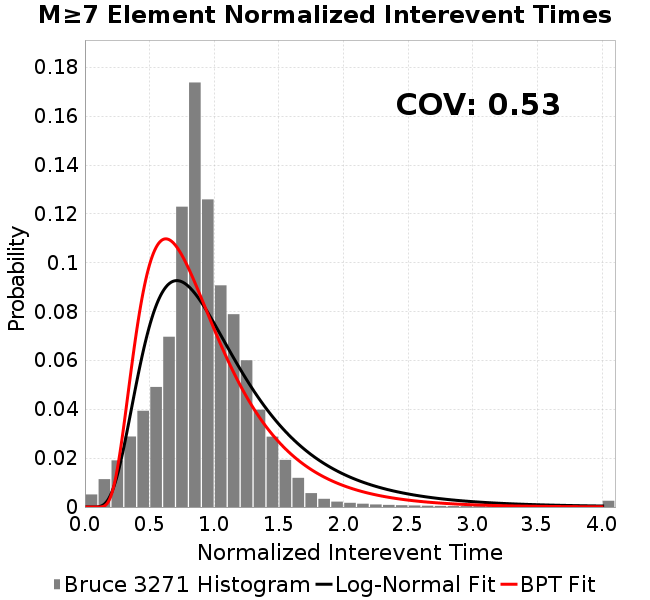 M≥7 Element Normalized Interevent Times
COV: 0.53
Probability
0.18
0.16
0.14
0.12
0.1
0.08
0.06
0.04
0.02
0
0.0 0.5 1.0 1.5 2.0 2.5 3.0 3.5 4.0
Normalized Interevent Time
Bruce 3271 Histogram Log-Normal Fit BPT Fit